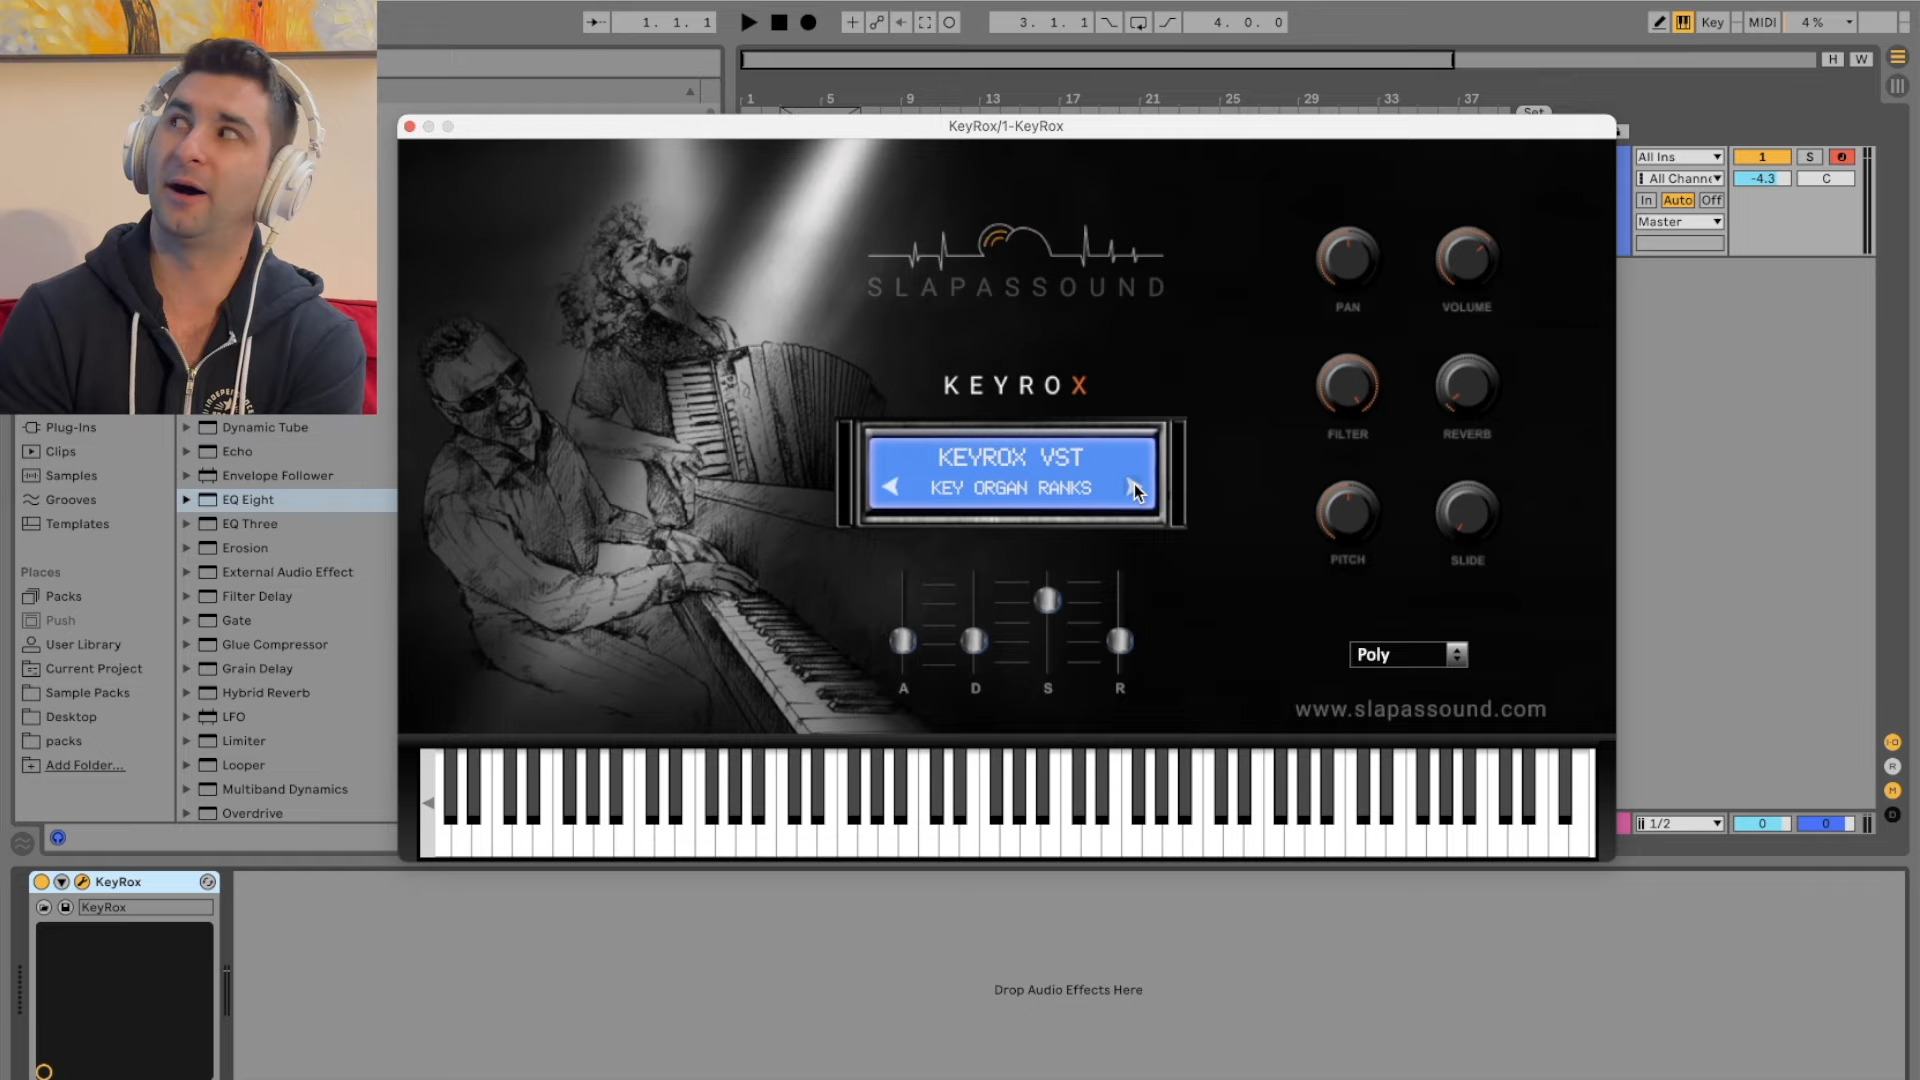 1. 1. 1
3. 1. 1
4. 0. 0
Key
MIDI
4 %
H
W
1
5
9
13
17
21
25
29
33
37
Set
KeyRox/1-KeyRox
All Ins
1
S
All Channe
-4.3
C
In
Auto
Off
Master
SLAPASSOUND
KEYROX
KEYROX VST
KEY ORGAN RANKS
PAN
VOLUME
FILTER
REVERB
PITCH
SLIDE
A
D
S
R
Poly
www.slapassound.com
Plug-Ins
Clips
Samples
Grooves
Templates
Places
Packs
Push
User Library
Current Project
Sample Packs
Desktop
packs
Add Folder...
Dynamic Tube
Echo
Envelope Follower
EQ Eight
EQ Three
Erosion
External Audio Effect
Filter Delay
Gate
Glue Compressor
Grain Delay
Hybrid Reverb
LFO
Limiter
Looper
Multiband Dynamics
Overdrive
I-O
R
M
D
1/2
0
0
KeyRox
KeyRox
Drop Audio Effects Here